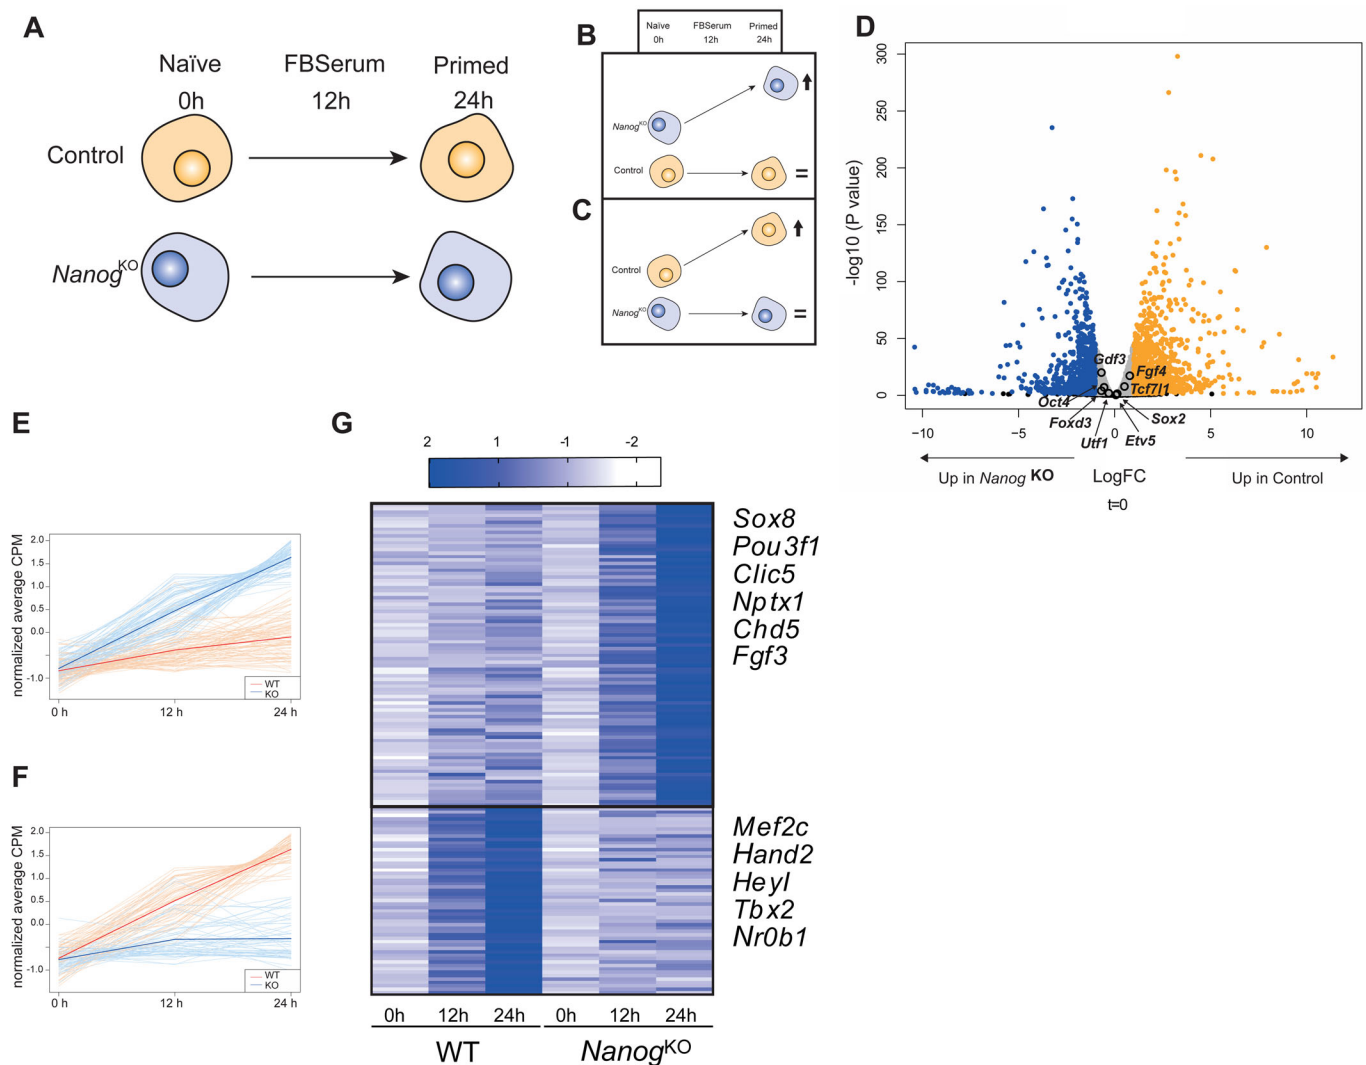 A
Naïve FBSerum Primed
0h 12h 24h
Control
Nanog KO
B
Naïve FBSerum Primed
0h 12h 24h
Nanog KO
Control =
C
Control
Nanog KO =
D
-log10 (P value)
300
250
200
150
100
50
0
Gdf3
Fgf4
Tcf7l1
Oct4
Foxd3
Utf1
Sox2
Etv5
−10 −5 0 5 10
Up in Nanog KO LogFC Up in Control
t=0
E
normalized average CPM
2.0
1.5
1.0
0.5
0.0
-1.0
WT
KO
0 h 12 h 24 h
F
normalized average CPM
2.0
1.5
1.0
0.5
0.0
-1.0
WT
KO
0 h 12 h 24 h
G
2 1 -1 -2
Sox8
Pou3f1
Clic5
Nptx1
Chd5
Fgf3
Mef2c
Hand2
Heyl
Tbx2
Nr0b1
0h 12h 24h 0h 12h 24h
WT Nanog KO